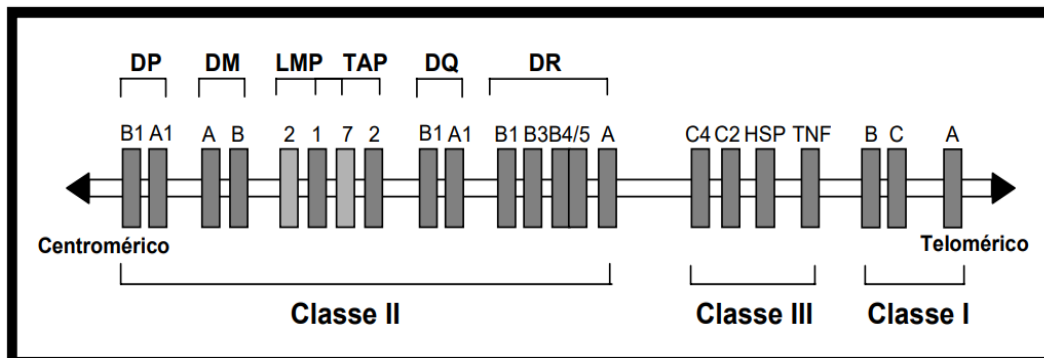 DP DM LMP TAP DQ DR
B1 A1 A B 2 1 7 2 B1 A1 B1 B3 B4/5 A C4 C2 HSP TNF B C A
Centromérico Telomérico
Classe II Classe III Classe I